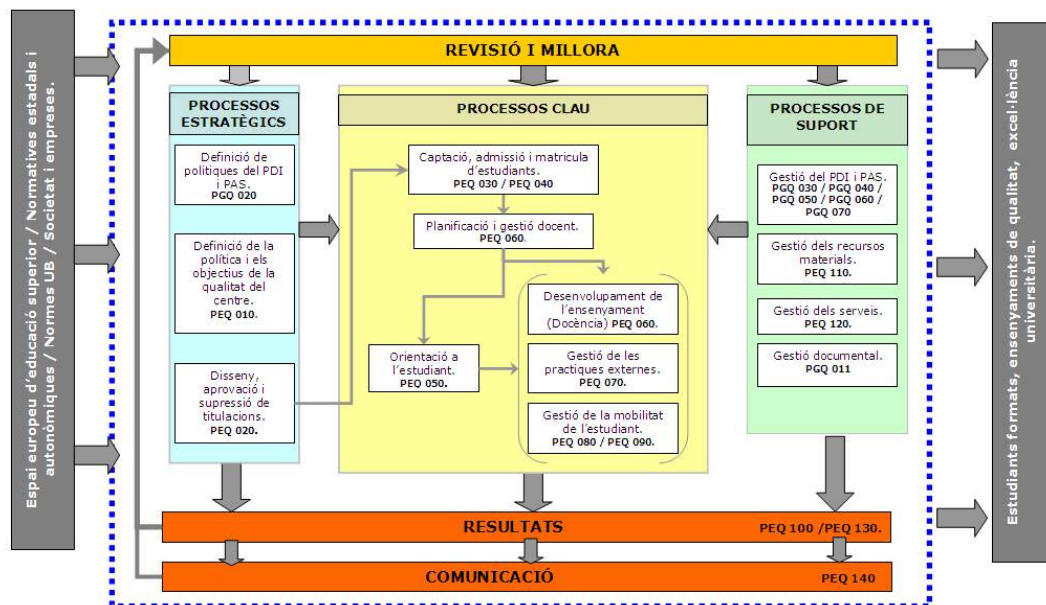 Espai europeu d'educació superior / Normatives estadals i
autonòmiques / Normes UB / Societat i empreses.
REVISIÓ I MILLORA
PROCESSOS
ESTRATÈGICS
Definició de
politiques del PDI
i PAS.
PGQ 020
Definició de la
política i els
objectius de la
qualitat del
centre.
PEQ 010.
Disseny,
aprovació i
supressió de
titulacions.
PEQ 020.
PROCESSOS CLAU
Captació, admissió i matricula
d'estudiants.
PEQ 030 / PEQ 040
Planificació i gestió docent.
PEQ 060.
Desenvolupament de
l'ensenyament
(Docència) PEQ 060.
Orientació a
l'estudiant.
PEQ 050.
Gestió de les
practiques externes.
PEQ 070.
Gestió de la mobilitat
de l'estudiant.
PEQ 080 / PEQ 090.
PROCESSOS DE
SUPORT
Gestió del PDI i PAS.
PGQ 030 / PGQ 040 /
PGQ 050 / PGQ 060 /
PGQ 070
Gestió dels recursos
materials.
PEQ 110.
Gestió dels serveis.
PEQ 120.
Gestió documental.
PGQ 011
RESULTATS PEQ 100 /PEQ 130.
COMUNICACIÓ PEQ 140
Estudiants formats, ensenyaments de qualitat, excel·lència
universitària.